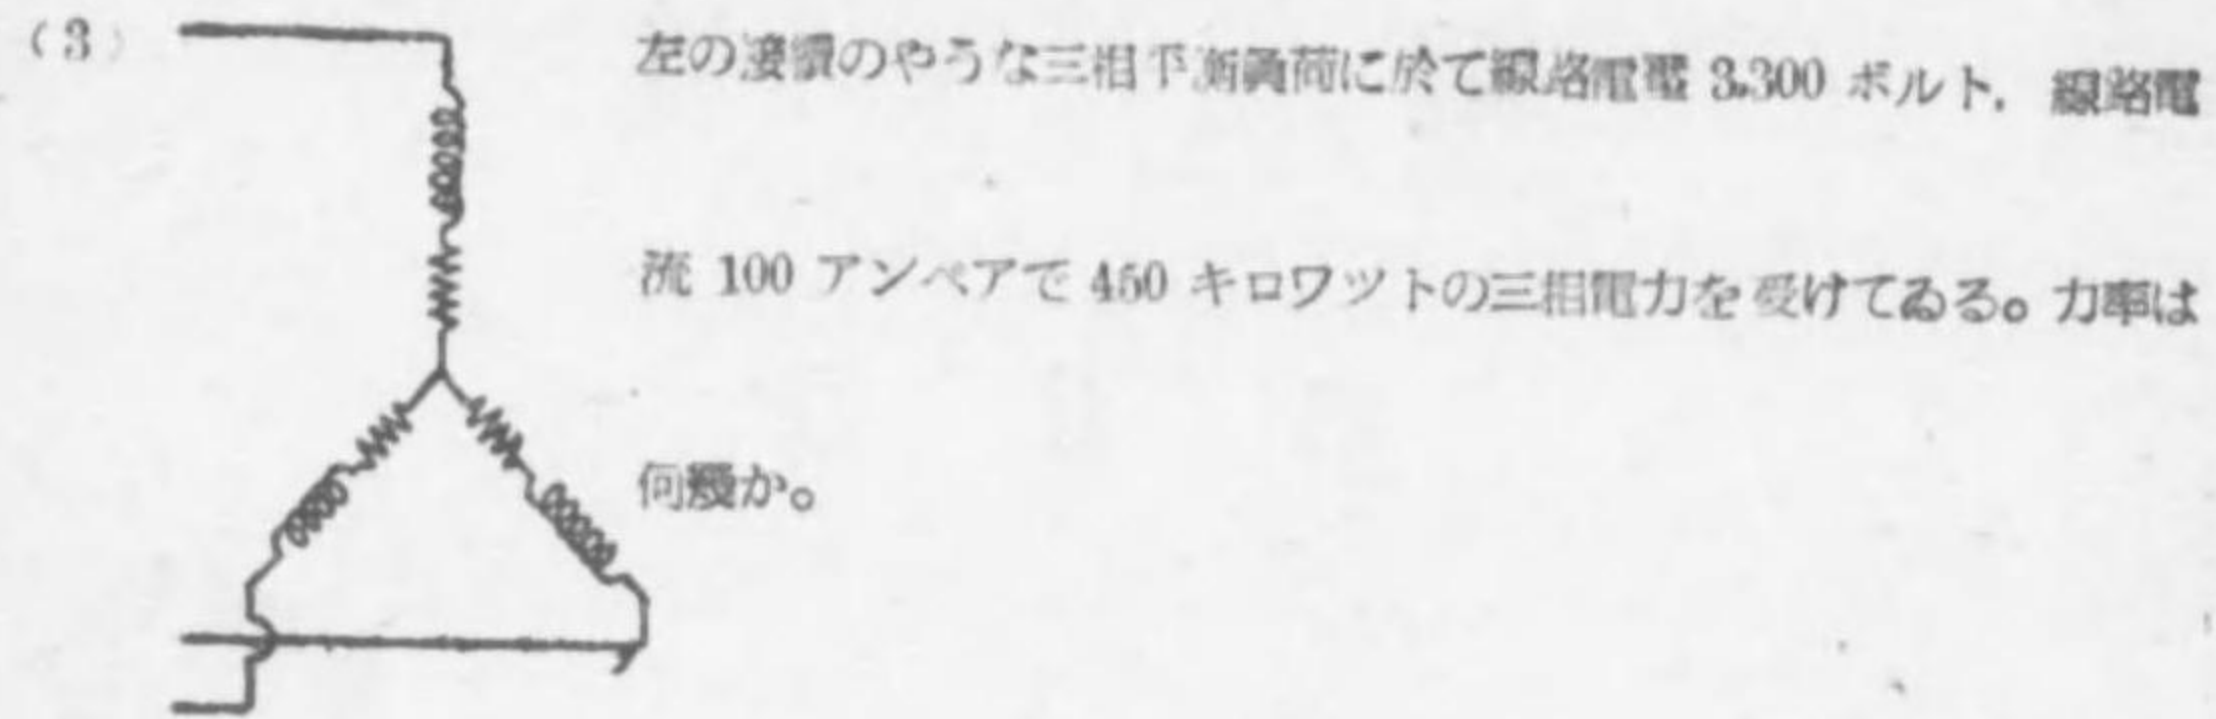 (3) 左の接續のやうな三相平衡負荷に於て線路電壓 3,300 ボルト，線路電
流 100 アンペアで 450 キロワツトの三相電力を受けてゐる。力率は
何程か。